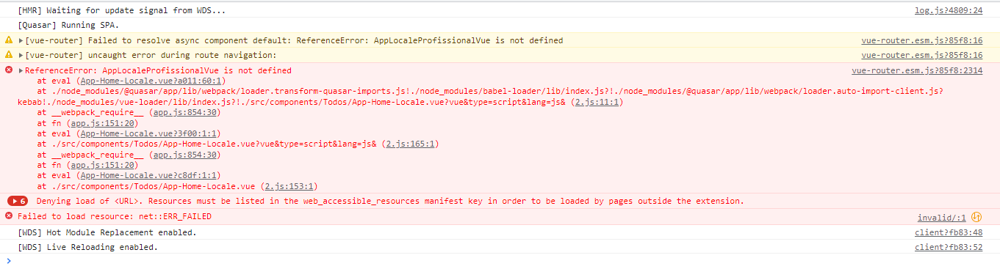 [HMR] Waiting for update signal from WDS... log.js?4809:24
[Quasar] Running SPA.
[vue-router] Failed to resolve async component default: ReferenceError: AppLocaleProfissionalVue is not defined vue-router.esm.js?85f8:16
[vue-router] uncaught error during route navigation: vue-router.esm.js?85f8:16
ReferenceError: AppLocaleProfissionalVue is not defined vue-router.esm.js?85f8:2314
at eval (App-Home-Locale.vue?a011:60:1)
at ./node_modules/@quasar/app/lib/webpack/loader.transform-quasar-imports.js!./node_modules/babel-loader/lib/index.js?!./node_modules/@quasar/app/lib/webpack/loader.auto-import-client.js?
kebab!./node_modules/vue-loader/lib/index.js?!./src/components/Todos/App-Home-Locale.vue?vue&type=script&lang=js& (2.js:11:1)
at __webpack_require__ (app.js:854:30)
at fn (app.js:151:20)
at eval (App-Home-Locale.vue?3f00:1:1)
at ./src/components/Todos/App-Home-Locale.vue?vue&type=script&lang=js& (2.js:165:1)
at __webpack_require__ (app.js:854:30)
at fn (app.js:151:20)
at eval (App-Home-Locale.vue?c8df:1:1)
at ./src/components/Todos/App-Home-Locale.vue (2.js:153:1)
6 Denying load of <URL>. Resources must be listed in the web_accessible_resources manifest key in order to be loaded by pages outside the extension.
Failed to load resource: net::ERR_FAILED invalid/:1
[WDS] Hot Module Replacement enabled. client?fb83:48
[WDS] Live Reloading enabled. client?fb83:52